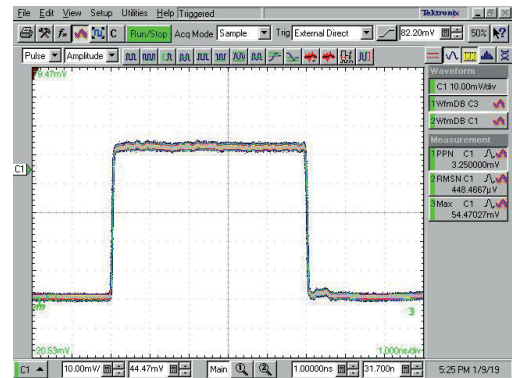 File Edit View Setup Utilities Help Triggered Tektronix
C Run/Stop Acq Mode Sample Trig External Direct 82.20mV 50%
Pulse Amplitude
9.47mV
Waveform
C1 10.00mV/div
1 WfmDB C3
2 WfmDB C1
Measurement
1 PPN C1
3.250000mV
2 RMSN C1
448.4667µV
3 Max C1
54.47027mV
C1
3
-20.53mV
1.000ns/div
C1 10.00mV/ 44.47mV Main 1 2 1.00000ns 31.700n 5:25 PM 1/9/19